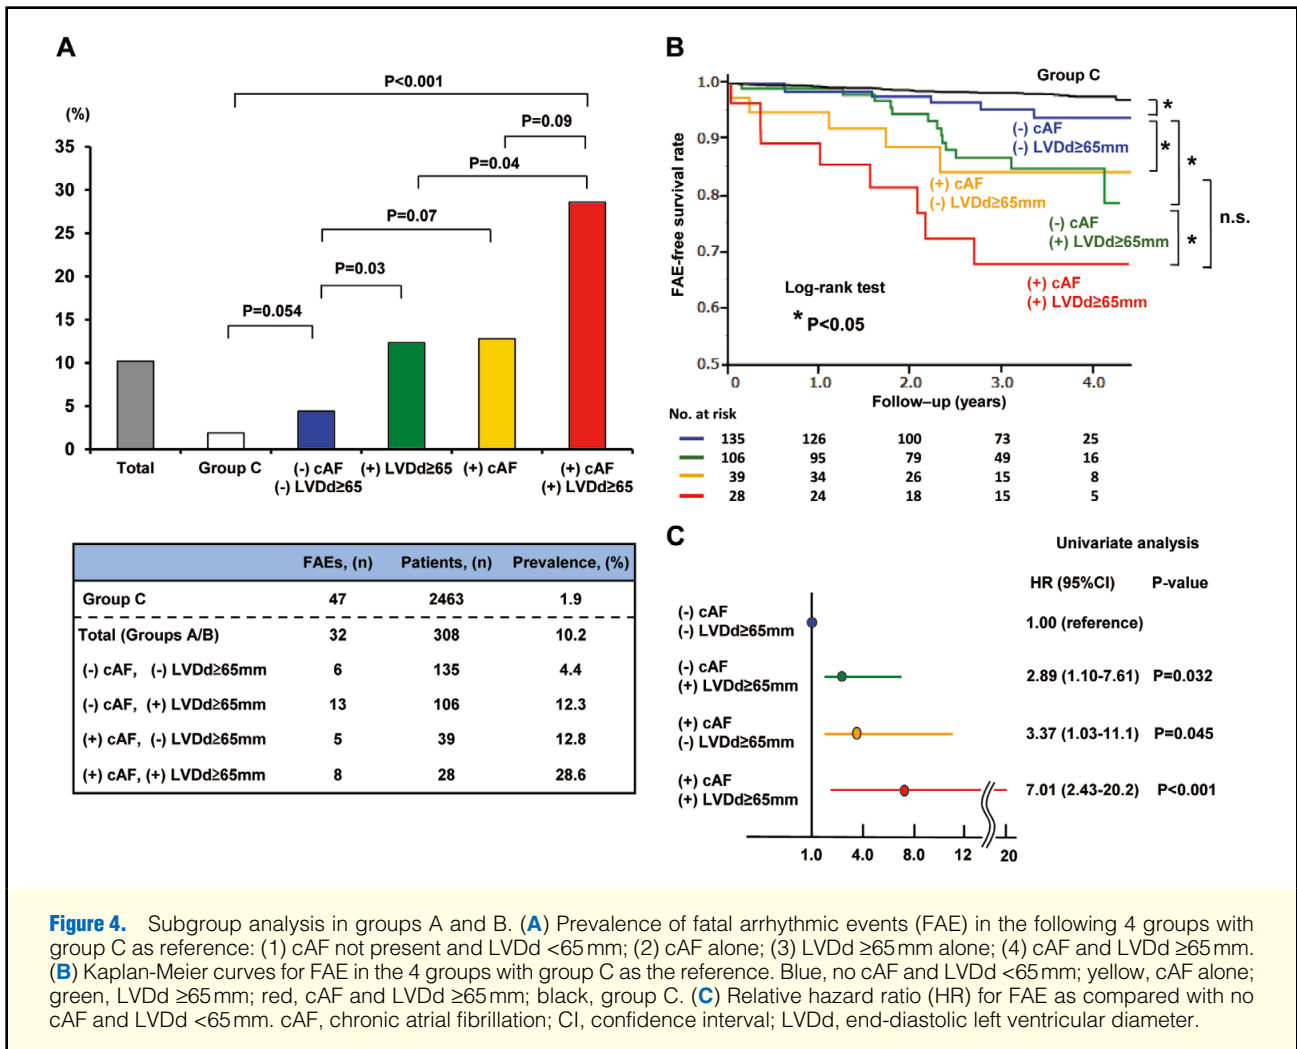 A
P<0.001
(%)
P=0.09
P=0.04
P=0.07
P=0.03
P=0.054
35
30
25
20
15
10
5
0
Total
Group C
(-) cAF
(-) LVDd≥65
(+) LVDd≥65
(+) cAF
(+) cAF
(+) LVDd≥65
FAEs, (n) Patients, (n) Prevalence, (%)
Group C 47 2463 1.9
Total (Groups A/B) 32 308 10.2
(-) cAF, (-) LVDd≥65mm 6 135 4.4
(-) cAF, (+) LVDd≥65mm 13 106 12.3
(+) cAF, (-) LVDd≥65mm 5 39 12.8
(+) cAF, (+) LVDd≥65mm 8 28 28.6
B
FAE-free survival rate
1.0
0.9
0.8
0.7
0.6
0.5
Group C
*
(-) cAF
(-) LVDd≥65mm
*
*
(+) cAF
(-) LVDd≥65mm
n.s.
(-) cAF
(+) LVDd≥65mm
*
(+) cAF
(+) LVDd≥65mm
Log-rank test
* P<0.05
0 1.0 2.0 3.0 4.0
Follow–up (years)
No. at risk
135 126 100 73 25
106 95 79 49 16
39 34 26 15 8
28 24 18 15 5
C
Univariate analysis
HR (95%CI) P-value
(-) cAF
(-) LVDd≥65mm
1.00 (reference)
(-) cAF
(+) LVDd≥65mm
2.89 (1.10-7.61) P=0.032
(+) cAF
(-) LVDd≥65mm
3.37 (1.03-11.1) P=0.045
(+) cAF
(+) LVDd≥65mm
7.01 (2.43-20.2) P<0.001
1.0 4.0 8.0 12 20
Figure 4. Subgroup analysis in groups A and B. (A) Prevalence of fatal arrhythmic events (FAE) in the following 4 groups with
group C as reference: (1) cAF not present and LVDd <65 mm; (2) cAF alone; (3) LVDd ≥65 mm alone; (4) cAF and LVDd ≥65 mm.
(B) Kaplan-Meier curves for FAE in the 4 groups with group C as the reference. Blue, no cAF and LVDd <65 mm; yellow, cAF alone;
green, LVDd ≥65 mm; red, cAF and LVDd ≥65 mm; black, group C. (C) Relative hazard ratio (HR) for FAE as compared with no
cAF and LVDd <65 mm. cAF, chronic atrial fibrillation; CI, confidence interval; LVDd, end-diastolic left ventricular diameter.